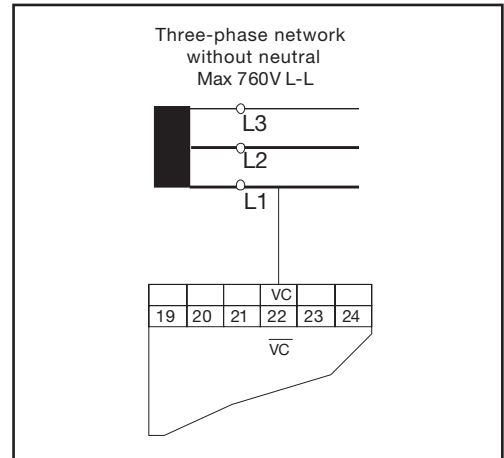 Three-phase network
without neutral
Max 760V L-L
L3
L2
L1
VC
19 20 21 22 23 24
VC